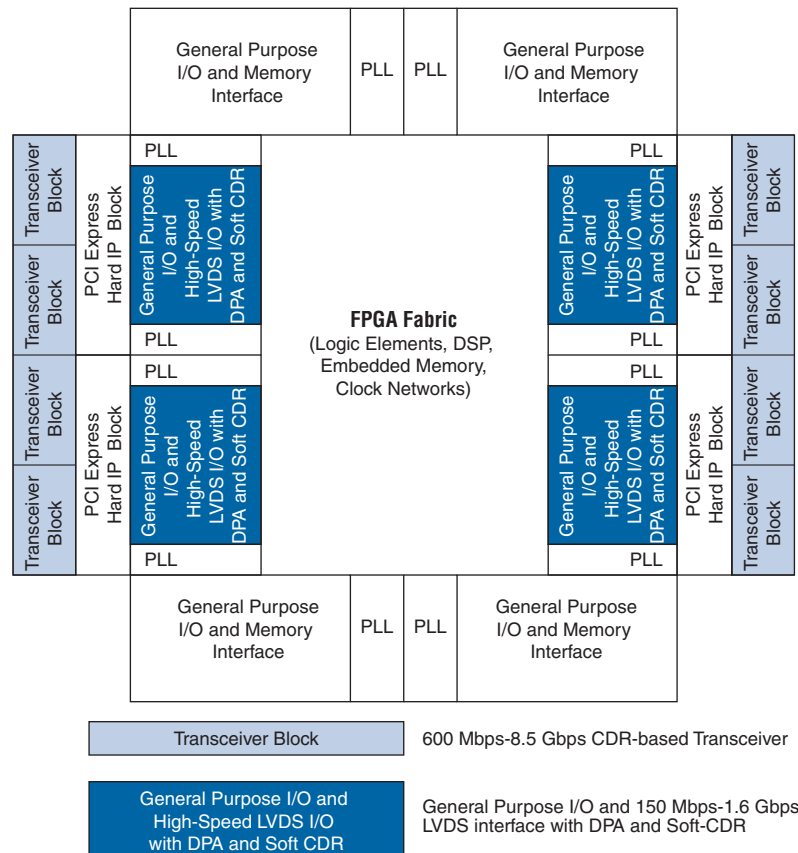 General Purpose
I/O and Memory
Interface
PLL
PLL
General Purpose
I/O and Memory
Interface
Transceiver
Block
Transceiver
Block
PCI Express
Hard IP Block
PLL
General Purpose
I/O and
High-Speed
LVDS I/O with
DPA and Soft CDR
PLL
Transceiver
Block
Transceiver
Block
PCI Express
Hard IP Block
PLL
General Purpose
I/O and
High-Speed
LVDS I/O with
DPA and Soft CDR
PLL
FPGA Fabric
(Logic Elements, DSP,
Embedded Memory,
Clock Networks)
PLL
General Purpose
I/O and
High-Speed
LVDS I/O with
DPA and Soft CDR
PLL
PCI Express
Hard IP Block
Transceiver
Block
Transceiver
Block
PLL
General Purpose
I/O and
High-Speed
LVDS I/O with
DPA and Soft CDR
PLL
PCI Express
Hard IP Block
Transceiver
Block
Transceiver
Block
General Purpose
I/O and Memory
Interface
PLL
PLL
General Purpose
I/O and Memory
Interface
Transceiver Block
600 Mbps-8.5 Gbps CDR-based Transceiver
General Purpose I/O and
High-Speed LVDS I/O
with DPA and Soft CDR
General Purpose I/O and 150 Mbps-1.6 Gbps
LVDS interface with DPA and Soft-CDR